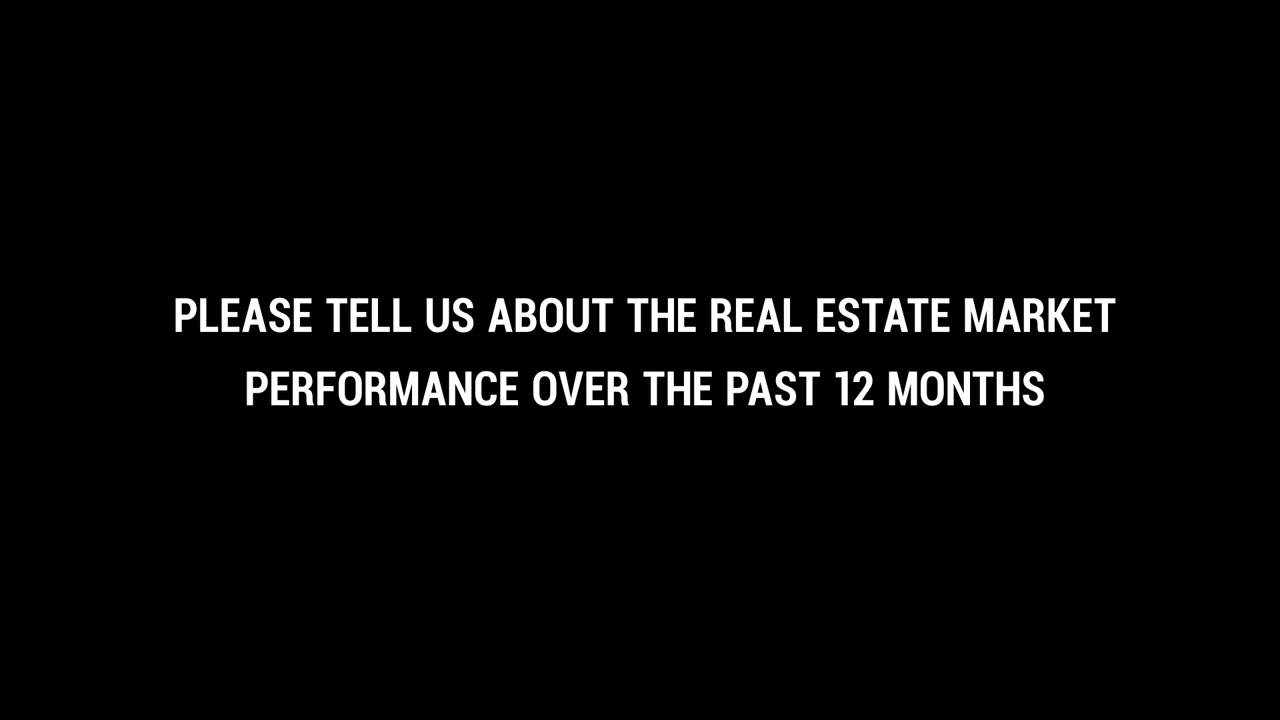 PLEASE TELL US ABOUT THE REAL ESTATE MARKET
PERFORMANCE OVER THE PAST 12 MONTHS